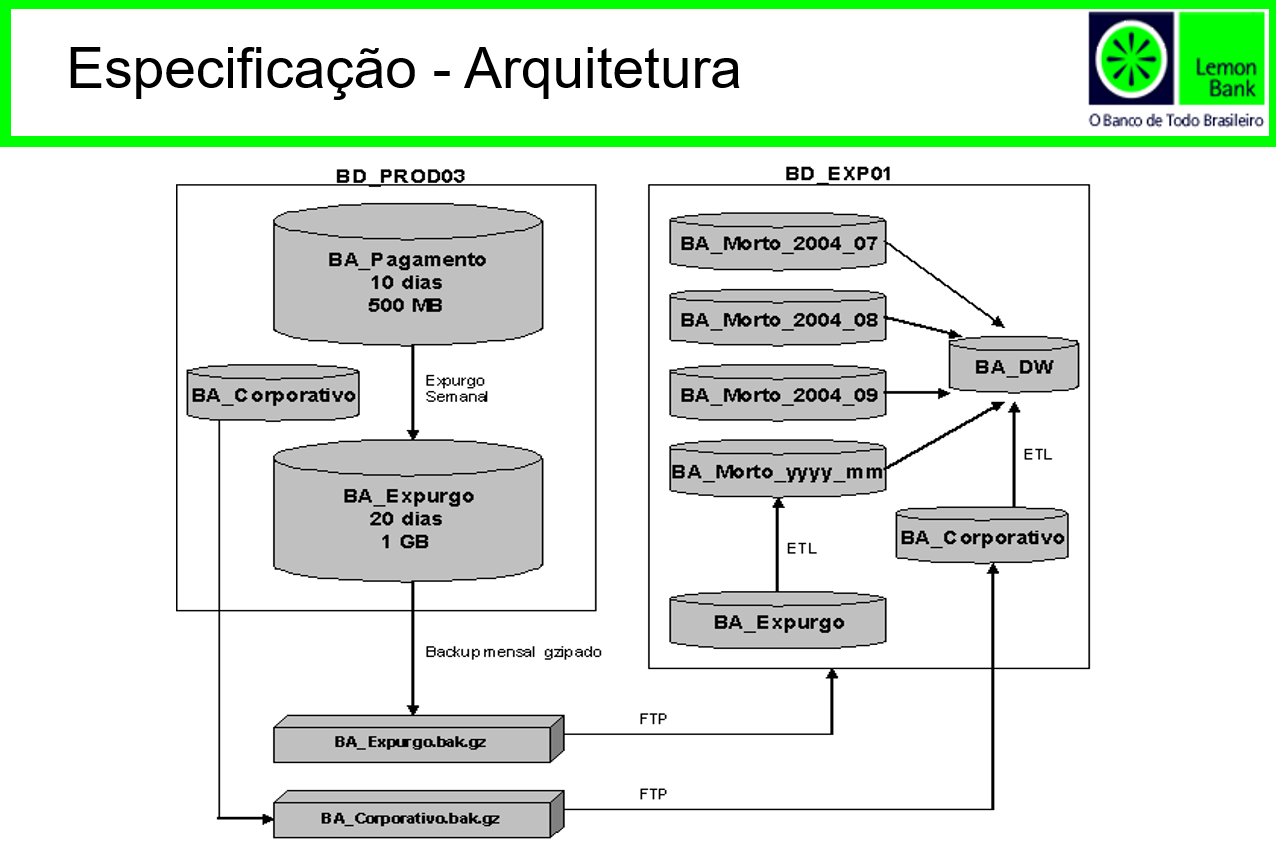 Especificação - Arquitetura
Lemon
Bank
O Banco de Todo Brasileiro
BD_PROD03
BA_Pagamento
10 dias
500 MB
BA_Corporativo
Expurgo
Semanal
BA_Expurgo
20 dias
1 GB
Backup mensal gzipado
BA_Expurgo.bak.gz
FTP
BA_Corporativo.bak.gz
FTP
BD_EXP01
BA_Morto_2004_07
BA_Morto_2004_08
BA_DW
BA_Morto_2004_09
BA_Morto_yyyy_mm
ETL
BA_Corporativo
ETL
BA_Expurgo